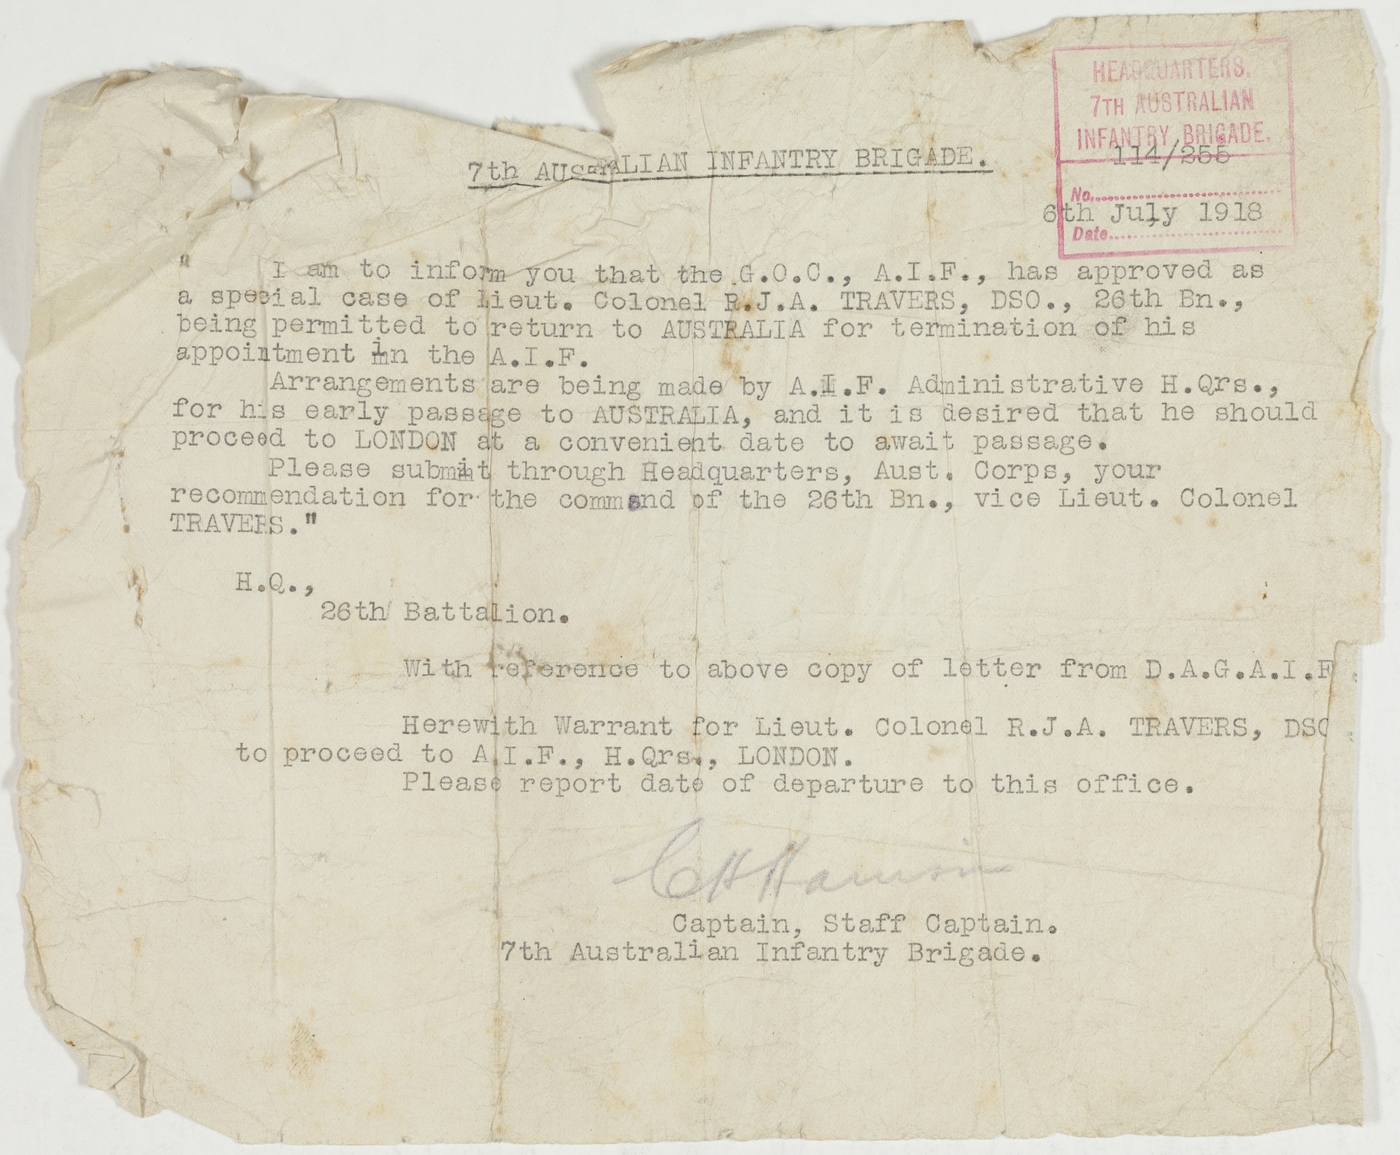 HEADQUARTERS,
7TH AUSTRALIAN
INFANTRY BRIGADE.
7th AUSTRALIAN INFANTRY BRIGADE.
114/255
No.
6th July 1918
Date
" I am to inform you that the G.O.C., A.I.F., has approved as
a special case of Lieut. Colonel R.J.A. TRAVERS, DSO., 26th Bn.,
being permitted to return to AUSTRALIA for termination of his
appointment in the A.I.F.
Arrangements are being made by A.I.F. Administrative H.Qrs.,
for his early passage to AUSTRALIA, and it is desired that he should
proceed to LONDON at a convenient date to await passage.
Please submit through Headquarters, Aust. Corps, your
recommendation for the command of the 26th Bn., vice Lieut. Colonel
TRAVERS."
H.Q.,
26th Battalion.
With reference to above copy of letter from D.A.G.A.I.F.
Herewith Warrant for Lieut. Colonel R.J.A. TRAVERS, DSO.
to proceed to A.I.F., H.Qrs., LONDON.
Please report date of departure to this office.
C H Harrison
Captain, Staff Captain.
7th Australian Infantry Brigade.